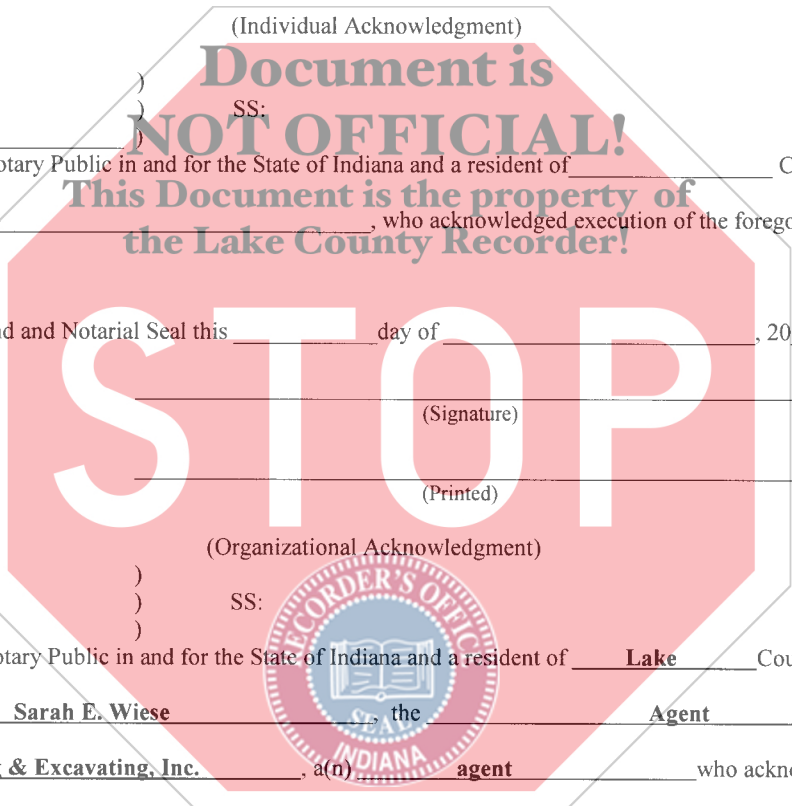 (Individual Acknowledgment)
Document is
)
) SS:
NOT OFFICIAL!
)
otary Public in and for the State of Indiana and a resident of C
This Document is the property of
, who acknowledged execution of the forego
the Lake County Recorder!
nd and Notarial Seal this day of , 20
STOP
(Signature)
(Printed)
(Organizational Acknowledgment)
)
) SS:
)
RECORDER'S OFFICE
otary Public in and for the State of Indiana and a resident of Lake Cou
Sarah E. Wiese , the Agent
SEAL
INDIANA
g & Excavating, Inc. , a(n) agent who ackno